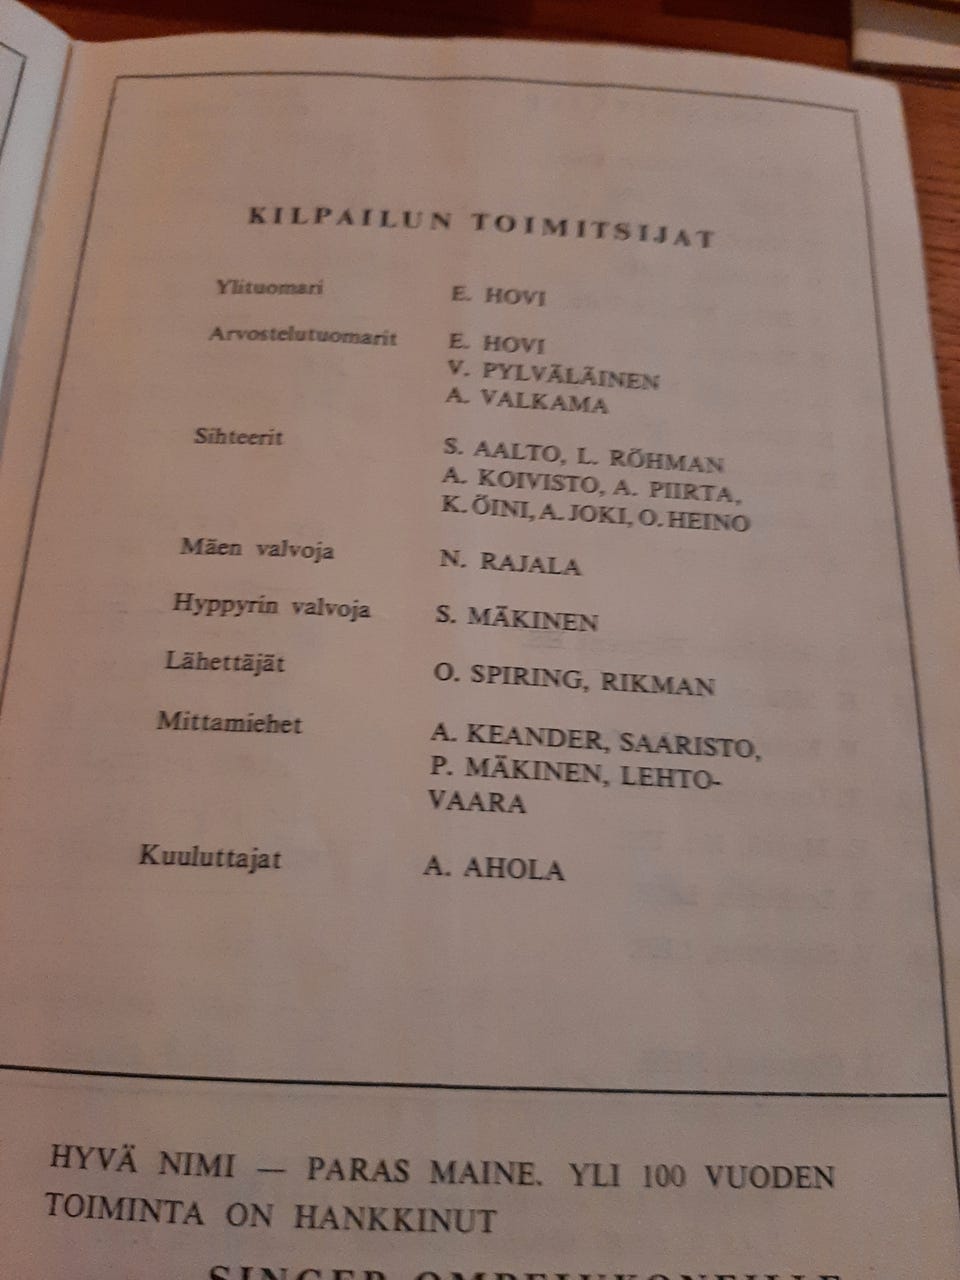 KILPAILUN TOIMITSIJAT
Ylituomari E. HOVI
Arvostelutuomarit E. HOVI
V. PYLVÄLÄINEN
A. VALKAMA
Sihteerit S. AALTO, L. RÖHMAN
A. KOIVISTO, A. PIIRTA,
K. ÖINI, A. JOKI, O. HEINO
Mäen valvoja N. RAJALA
Hyppyrin valvoja S. MÄKINEN
Lähettäjät O. SPIRING, RIKMAN
Mittamiehet A. KEANDER, SAARISTO,
P. MÄKINEN, LEHTO-
VAARA
Kuuluttajat A. AHOLA
HYVÄ NIMI — PARAS MAINE. YLI 100 VUODEN
TOIMINTA ON HANKKINUT
SINGER OMPELUKONEILLE